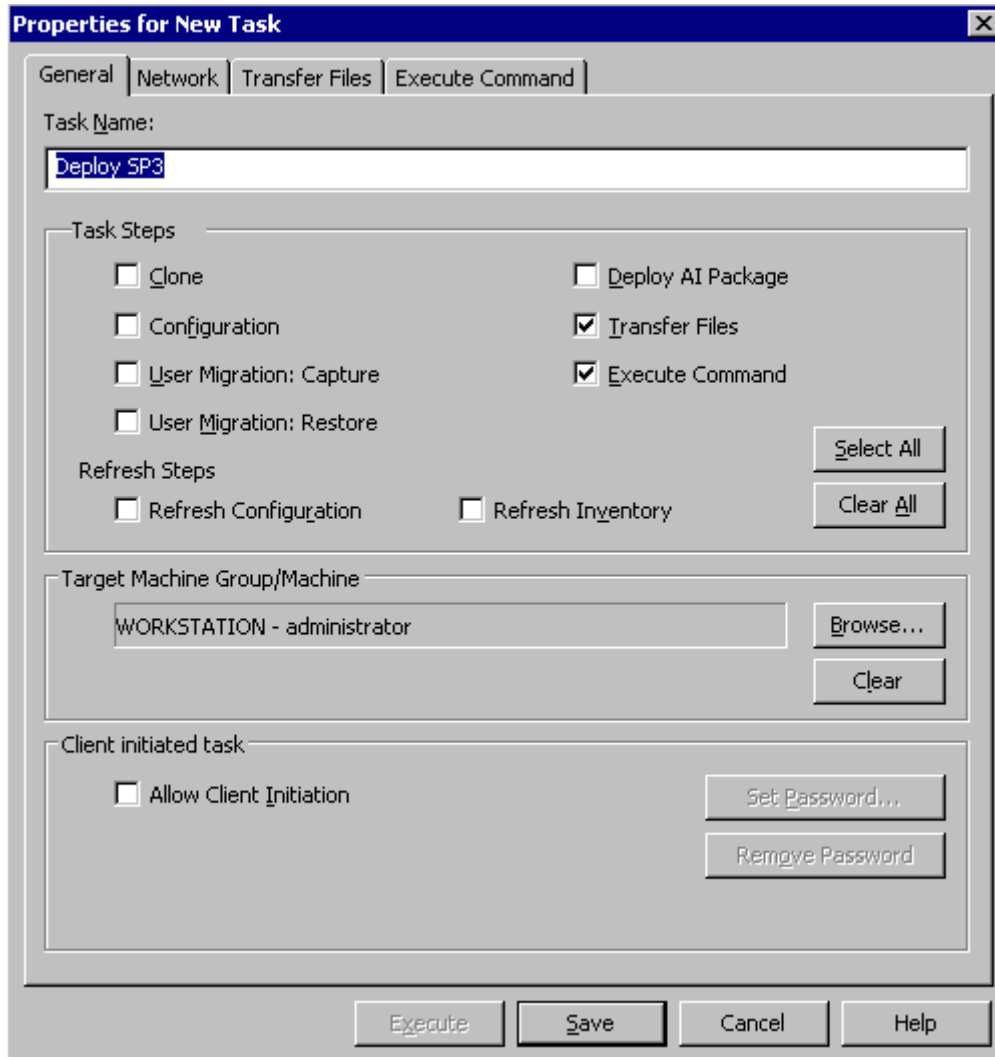 Properties for New Task
General Network Transfer Files Execute Command
Task Name:
Deploy SP3
Task Steps
Clone Deploy AI Package
Configuration Transfer Files
User Migration: Capture Execute Command
User Migration: Restore
Select All
Refresh Steps
Refresh Configuration Refresh Inventory Clear All
Target Machine Group/Machine
WORKSTATION - administrator Browse...
Clear
Client initiated task
Allow Client Initiation Set Password...
Remove Password
Execute Save Cancel Help